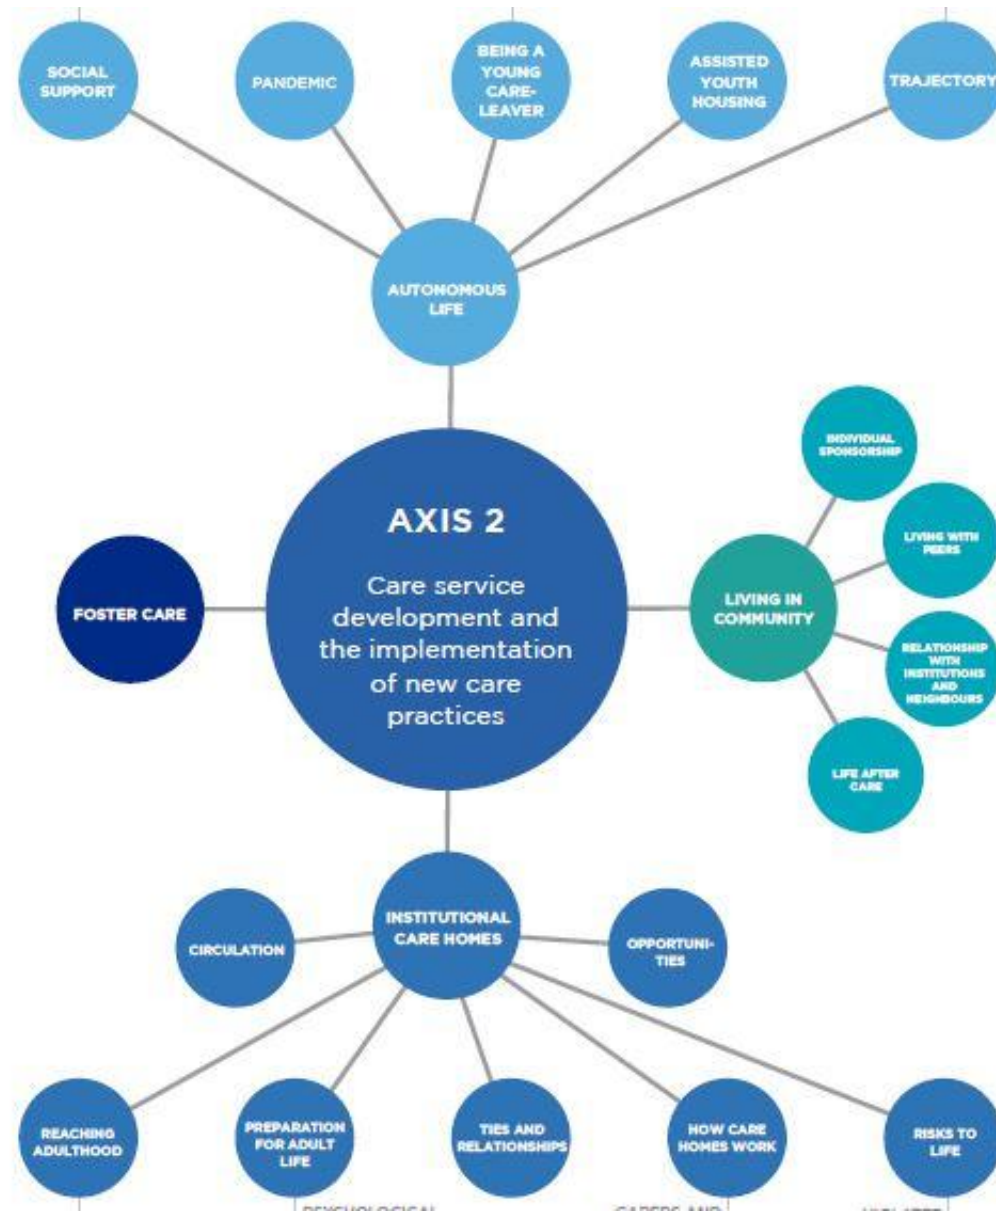 SOCIAL
SUPPORT
PANDEMIC
BEING A
YOUNG
CARE-
LEAVER
ASSISTED
YOUTH
HOUSING
TRAJECTORY
AUTONOMOUS
LIFE
AXIS 2
Care service
development and
the implementation
of new care
practices
FOSTER CARE
LIVING IN
COMMUNITY
INDIVIDUAL
SPONSORSHIP
LIVING WITH
PEERS
RELATIONSHIP
WITH
INSTITUTIONS
AND
NEIGHBOURS
LIFE AFTER
CARE
INSTITUTIONAL
CARE HOMES
CIRCULATION
OPPORTUNI-
TIES
REACHING
ADULTHOOD
PREPARATION
FOR ADULT
LIFE
TIES AND
RELATIONSHIPS
HOW CARE
HOMES WORK
RISKS TO
LIFE
PSYCHOLOGICAL
CARERS AND